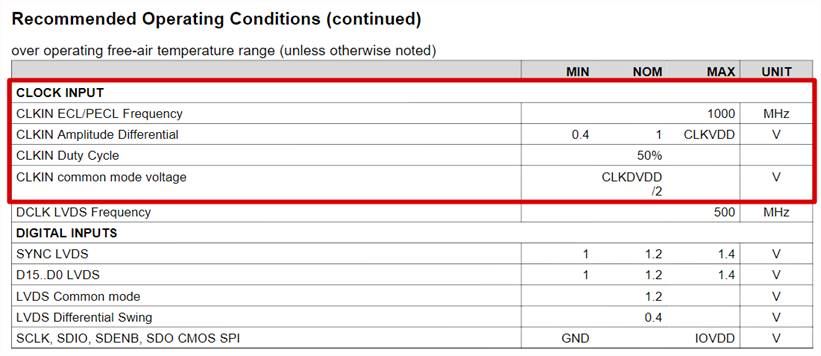 Recommended Operating Conditions (continued)
over operating free-air temperature range (unless otherwise noted)
MIN NOM MAX UNIT
CLOCK INPUT
CLKIN ECL/PECL Frequency 1000 MHz
CLKIN Amplitude Differential 0.4 1 CLKVDD V
CLKIN Duty Cycle 50%
CLKIN common mode voltage CLKDVDD V
/2
DCLK LVDS Frequency 500 MHz
DIGITAL INPUTS
SYNC LVDS 1 1.2 1.4 V
D15..D0 LVDS 1 1.2 1.4 V
LVDS Common mode 1.2 V
LVDS Differential Swing 0.4 V
SCLK, SDIO, SDENB, SDO CMOS SPI GND IOVDD V